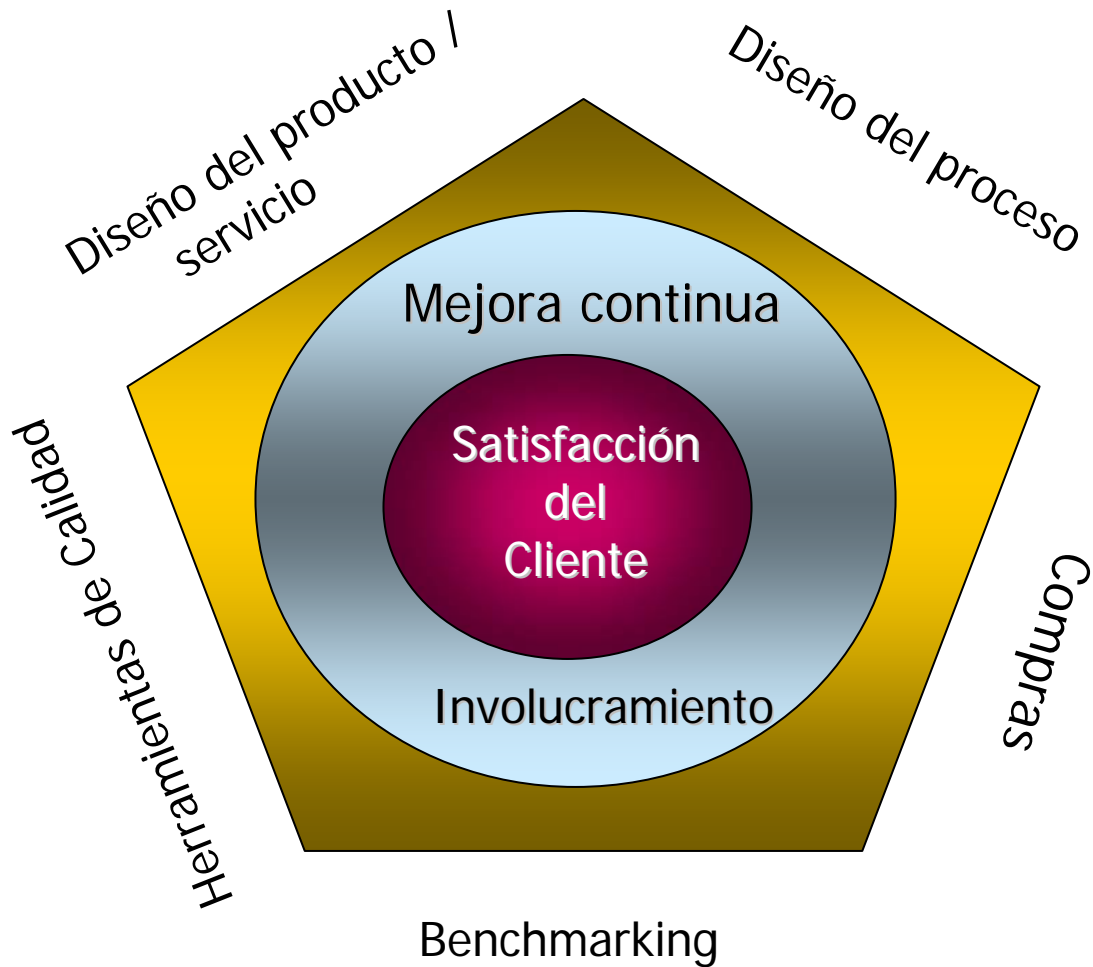 Diseño del producto /
servicio
Diseño del proceso
Mejora continua
Satisfacción
del
Cliente
Involucramiento
Herramientas de Calidad
Compras
Benchmarking